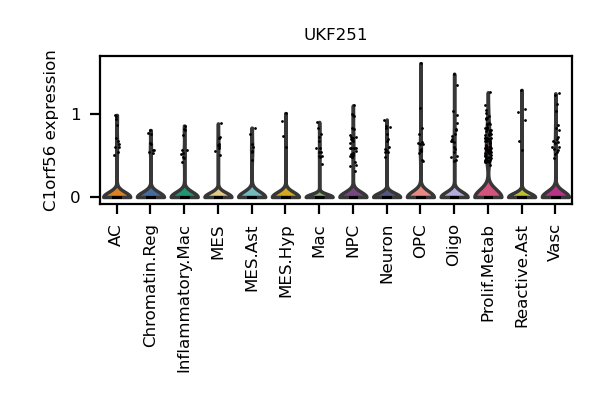 UKF251
C1orf56 expression
1
0
AC
Chromatin.Reg
Inflammatory.Mac
MES
MES.Ast
MES.Hyp
Mac
NPC
Neuron
OPC
Oligo
Prolif.Metab
Reactive.Ast
Vasc